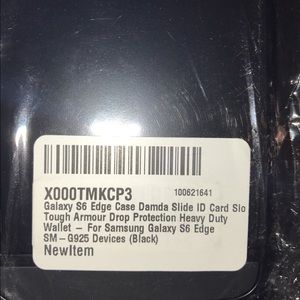 X000TMKCP3
100621641
Galaxy S6 Edge Case Damda Slide ID Card Slo
Tough Armour Drop Protection Heavy Duty
Wallet – For Samsung Galaxy S6 Edge
SM–G925 Devices (Black)
NewItem